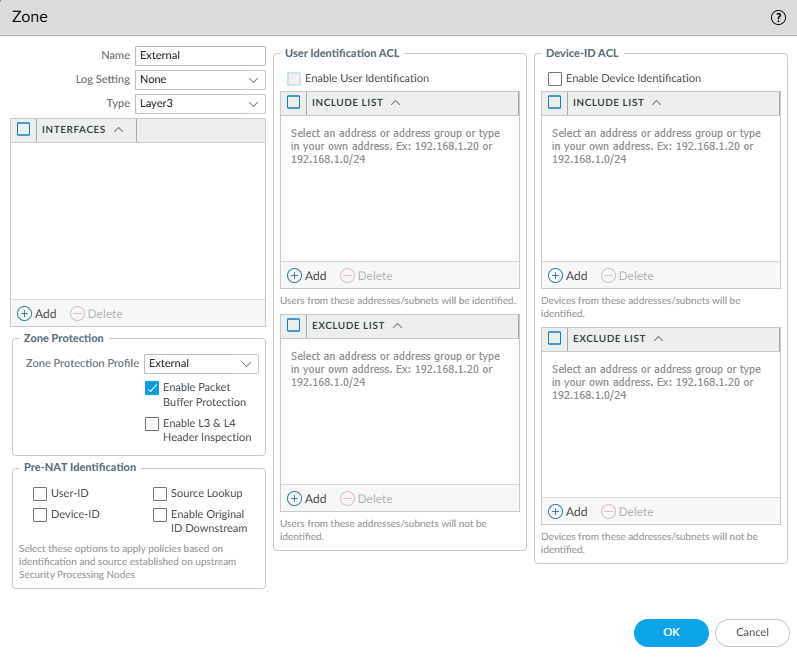 Zone
Name External
Log Setting None
Type Layer3
INTERFACES
Add Delete
Zone Protection
Zone Protection Profile External
Enable Packet
Buffer Protection
Enable L3 & L4
Header Inspection
Pre-NAT Identification
User-ID Source Lookup
Device-ID Enable Original
ID Downstream
Select these options to apply policies based on
identification and source established on upstream
Security Processing Nodes
User Identification ACL
Enable User Identification
INCLUDE LIST
Select an address or address group or type
in your own address. Ex: 192.168.1.20 or
192.168.1.0/24
Add Delete
Users from these addresses/subnets will be identified.
EXCLUDE LIST
Select an address or address group or type
in your own address. Ex: 192.168.1.20 or
192.168.1.0/24
Add Delete
Users from these addresses/subnets will not be
identified.
Device-ID ACL
Enable Device Identification
INCLUDE LIST
Select an address or address group or type
in your own address. Ex: 192.168.1.20 or
192.168.1.0/24
Add Delete
Devices from these addresses/subnets will be
identified.
EXCLUDE LIST
Select an address or address group or type
in your own address. Ex: 192.168.1.20 or
192.168.1.0/24
Add Delete
Devices from these addresses/subnets will not be
identified.
OK Cancel